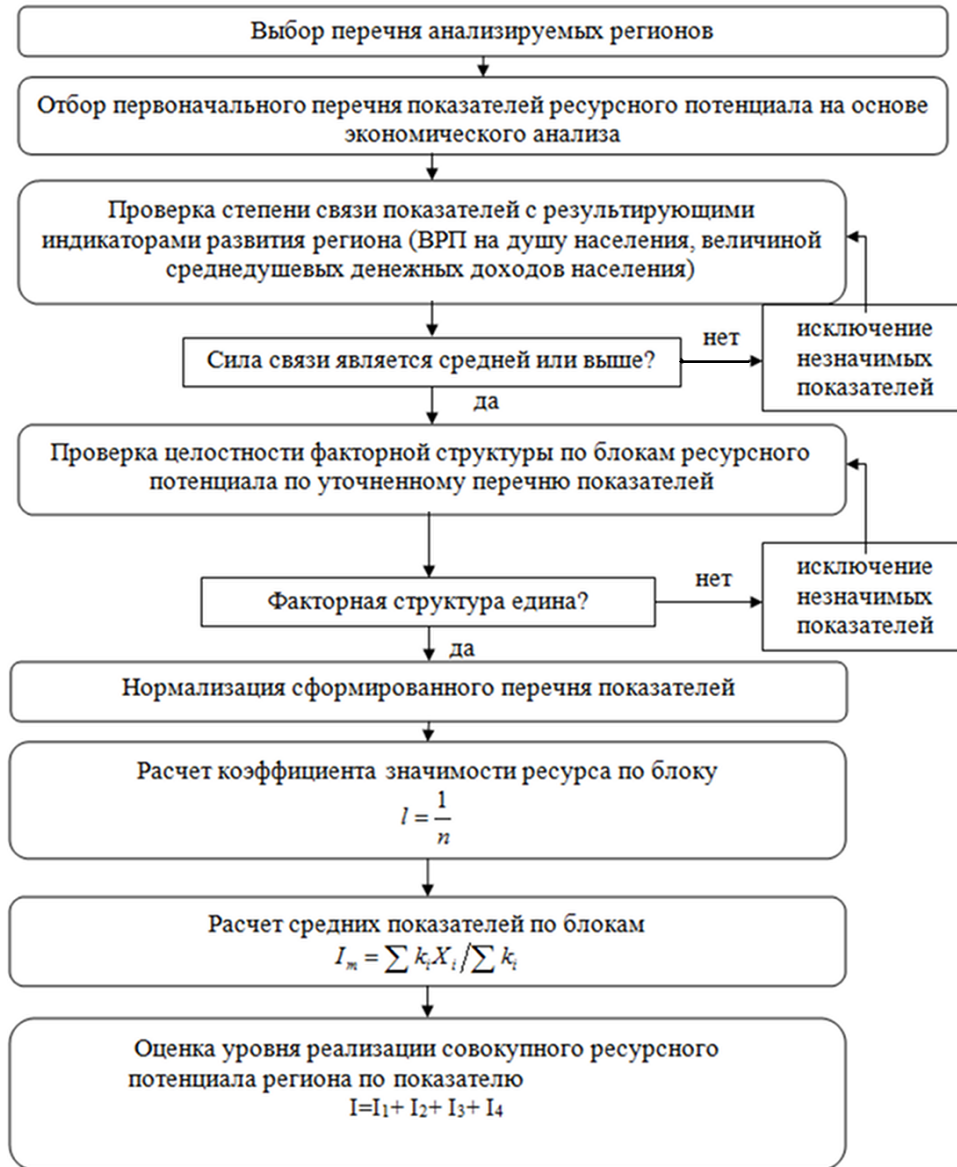 Выбор перечня анализируемых регионов
Отбор первоначального перечня показателей ресурсного потенциала на основе
экономического анализа
Проверка степени связи показателей с результирующими
индикаторами развития региона (ВРП на душу населения, величиной
среднедушевых денежных доходов населения)
Сила связи является средней или выше?
нет
исключение
незначимых
показателей
да
Проверка целостности факторной структуры по блокам ресурсного
потенциала по уточненному перечню показателей
Факторная структура едина?
нет
исключение
незначимых
показателей
да
Нормализация сформированного перечня показателей
Расчет коэффициента значимости ресурса по блоку
l = 1/n
Расчет средних показателей по блокам
Iₘ = ∑ kᵢXᵢ/∑ kᵢ
Оценка уровня реализации совокупного ресурсного
потенциала региона по показателю
I=I₁+ I₂+ I₃+ I₄